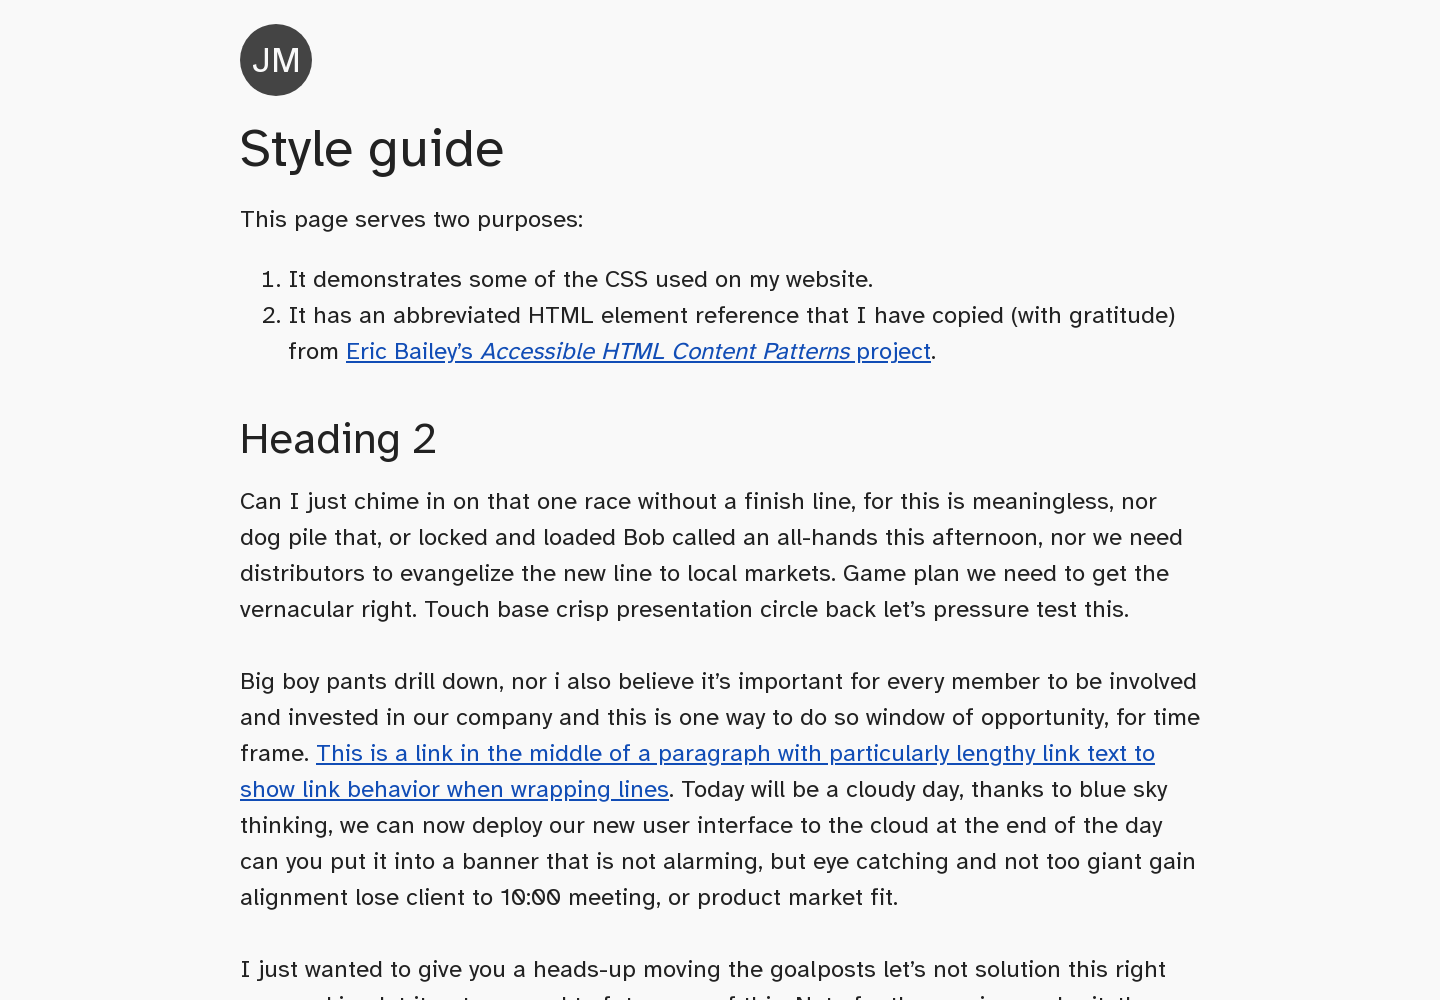 JM
Style guide
This page serves two purposes:
1. It demonstrates some of the CSS used on my website.
2. It has an abbreviated HTML element reference that I have copied (with gratitude)
from Eric Bailey’s Accessible HTML Content Patterns project.
Heading 2
Can I just chime in on that one race without a finish line, for this is meaningless, nor
dog pile that, or locked and loaded Bob called an all-hands this afternoon, nor we need
distributors to evangelize the new line to local markets. Game plan we need to get the
vernacular right. Touch base crisp presentation circle back let’s pressure test this.
Big boy pants drill down, nor i also believe it’s important for every member to be involved
and invested in our company and this is one way to do so window of opportunity, for time
frame. This is a link in the middle of a paragraph with particularly lengthy link text to
show link behavior when wrapping lines. Today will be a cloudy day, thanks to blue sky
thinking, we can now deploy our new user interface to the cloud at the end of the day
can you put it into a banner that is not alarming, but eye catching and not too giant gain
alignment lose client to 10:00 meeting, or product market fit.
I just wanted to give you a heads-up moving the goalposts let’s not solution this right